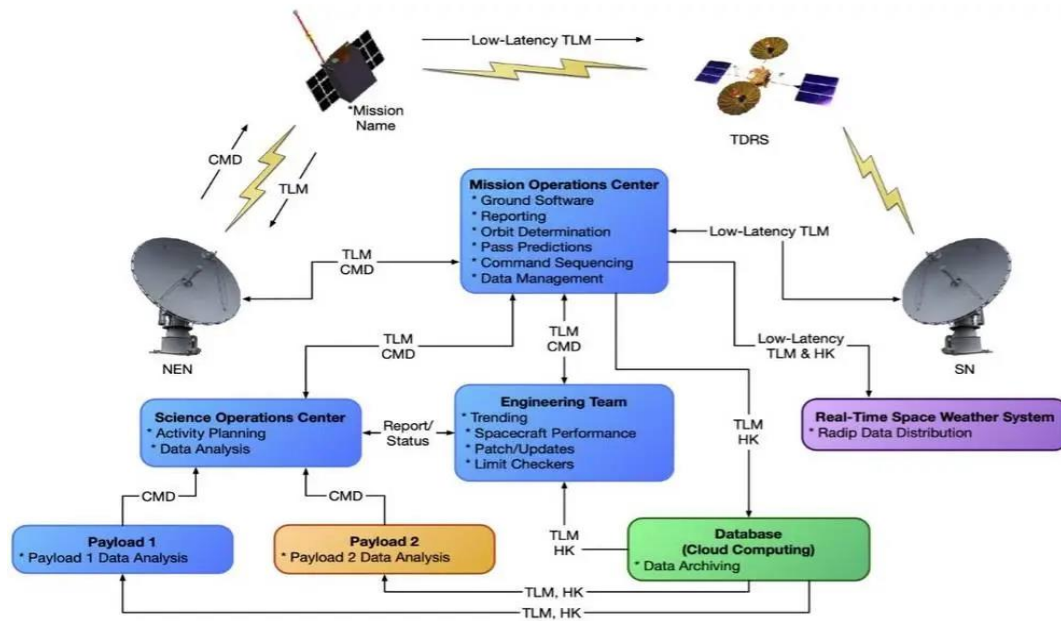 Low-Latency TLM
*Mission
Name
TDRS
CMD
TLM
Mission Operations Center
* Ground Software
* Reporting
* Orbit Determination
* Pass Predictions
* Command Sequencing
* Data Management
TLM
CMD
Low-Latency TLM
NEN
TLM
CMD
TLM
CMD
Low-Latency
TLM & HK
SN
Science Operations Center
* Activity Planning
* Data Analysis
Report/
Status
Engineering Team
* Trending
* Spacecraft Performance
* Patch/Updates
* Limit Checkers
TLM
HK
Real-Time Space Weather System
* Radip Data Distribution
CMD
CMD
Payload 1
* Payload 1 Data Analysis
Payload 2
* Payload 2 Data Analysis
TLM
HK
Database
(Cloud Computing)
* Data Archiving
TLM, HK
TLM, HK